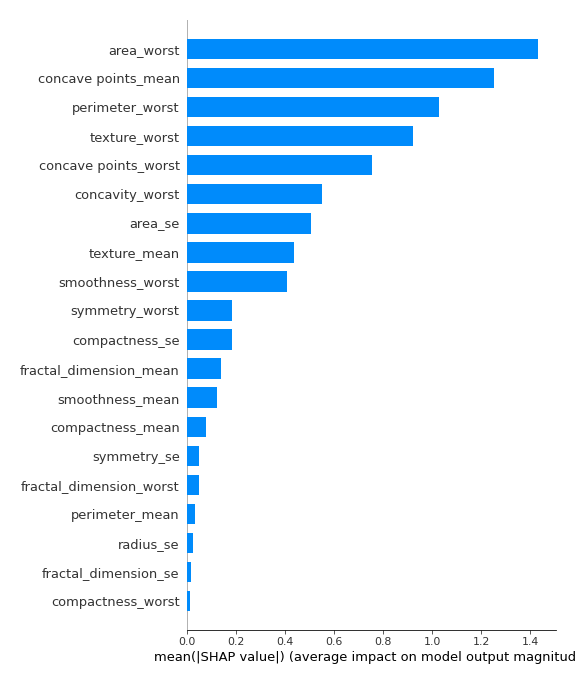 area_worst
concave points_mean
perimeter_worst
texture_worst
concave points_worst
concavity_worst
area_se
texture_mean
smoothness_worst
symmetry_worst
compactness_se
fractal_dimension_mean
smoothness_mean
compactness_mean
symmetry_se
fractal_dimension_worst
perimeter_mean
radius_se
fractal_dimension_se
compactness_worst
0.0 0.2 0.4 0.6 0.8 1.0 1.2 1.4
mean(|SHAP value|) (average impact on model output magnitud